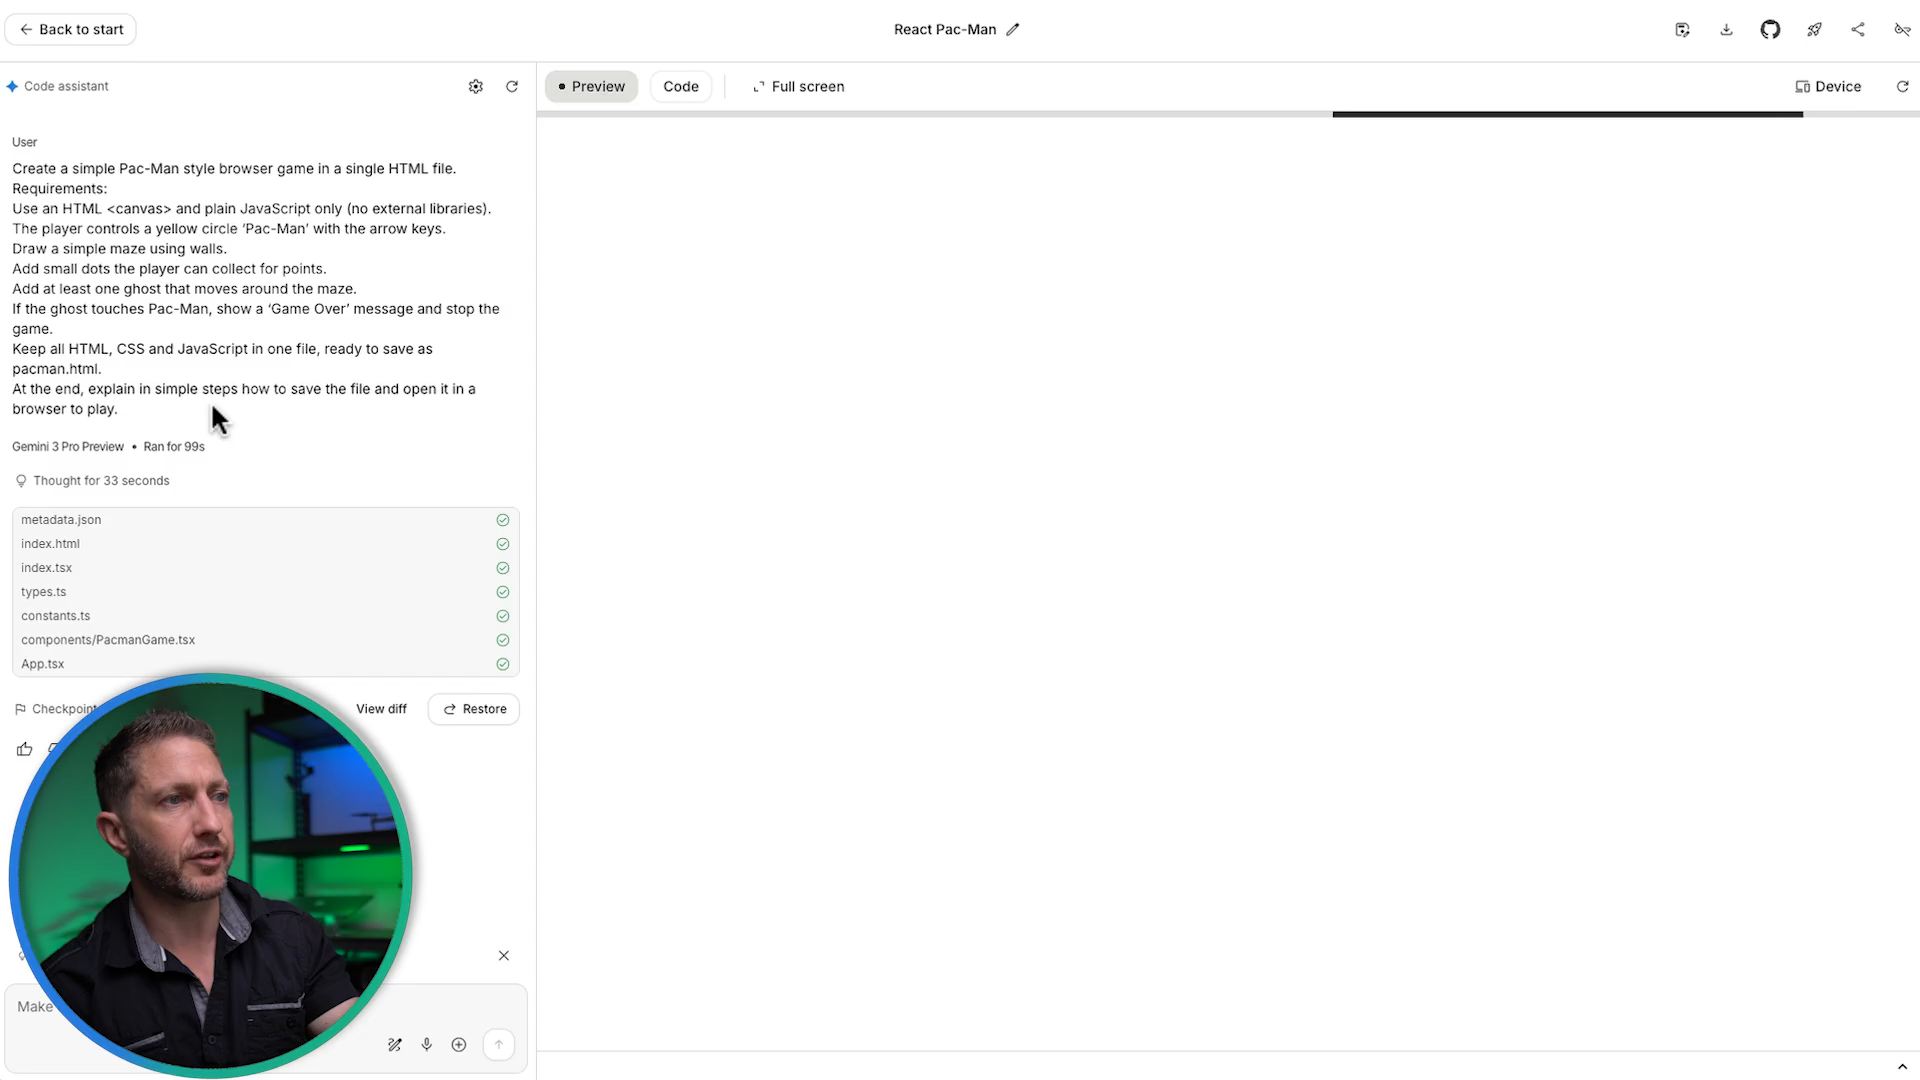 Back to start
React Pac-Man
Code assistant
Preview
Code
Full screen
Device
User
Create a simple Pac-Man style browser game in a single HTML file.
Requirements:
Use an HTML <canvas> and plain JavaScript only (no external libraries).
The player controls a yellow circle ‘Pac-Man’ with the arrow keys.
Draw a simple maze using walls.
Add small dots the player can collect for points.
Add at least one ghost that moves around the maze.
If the ghost touches Pac-Man, show a ‘Game Over’ message and stop the
game.
Keep all HTML, CSS and JavaScript in one file, ready to save as
pacman.html.
At the end, explain in simple steps how to save the file and open it in a
browser to play.
Gemini 3 Pro Preview • Ran for 99s
Thought for 33 seconds
metadata.json
index.html
index.tsx
types.ts
constants.ts
components/PacmanGame.tsx
App.tsx
Checkpoint
View diff
Restore
Make